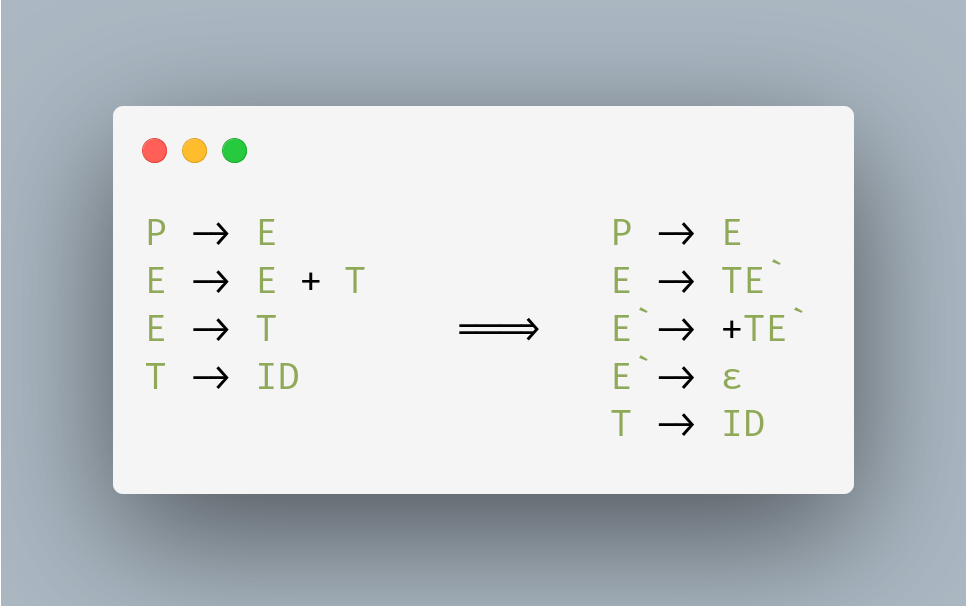 P → E
E → E + T
E → T
T → ID
⟹
P → E
E → TE`
E` → +TE`
E` → ε
T → ID